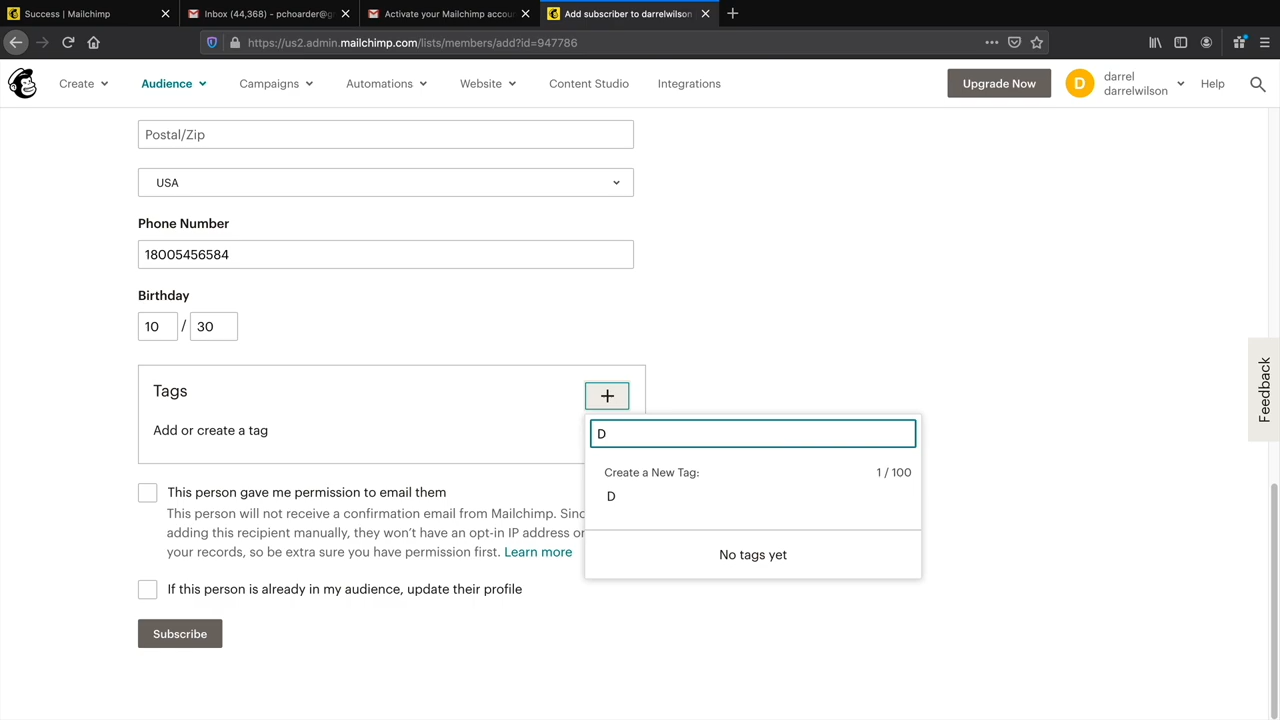 Success | Mailchimp
Inbox (44,368) - pchoarder@g
Activate your Mailchimp accou
Add subscriber to darrelwilson
https://us2.admin.mailchimp.com/lists/members/add?id=947786
Create
Audience
Campaigns
Automations
Website
Content Studio
Integrations
Upgrade Now
D
darrel
darrelwilson
Help
Postal/Zip
USA
Phone Number
18005456584
Birthday
10 / 30
Tags
+
Add or create a tag
D
Create a New Tag: 1 / 100
D
No tags yet
This person gave me permission to email them
This person will not receive a confirmation email from Mailchimp. Sinc
adding this recipient manually, they won't have an opt-in IP address or
your records, so be extra sure you have permission first. Learn more
If this person is already in my audience, update their profile
Subscribe
Feedback